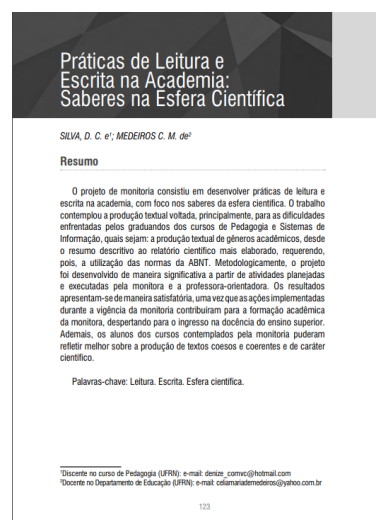 Práticas de Leitura e
Escrita na Academia:
Saberes na Esfera Científica
SILVA, D. C. e¹; MEDEIROS C. M. de²
Resumo
O projeto de monitoria consistiu em desenvolver práticas de leitura e
escrita na academia, com foco nos saberes da esfera científica. O trabalho
contemplou a produção textual voltada, principalmente, para as dificuldades
enfrentadas pelos graduandos dos cursos de Pedagogia e Sistemas de
Informação, quais sejam: a produção textual de gêneros acadêmicos, desde
o resumo descritivo ao relatório científico mais elaborado, requerendo,
pois, a utilização das normas da ABNT. Metodologicamente, o projeto
foi desenvolvido de maneira significativa a partir de atividades planejadas
e executadas pela monitora e a professora-orientadora. Os resultados
apresentam-se de maneira satisfatória, uma vez que as ações implementadas
durante a vigência da monitoria contribuíram para a formação acadêmica
da monitora, despertando para o ingresso na docência do ensino superior.
Ademais, os alunos dos cursos contemplados pela monitoria puderam
refletir melhor sobre a produção de textos coesos e coerentes e de caráter
científico.
Palavras-chave: Leitura. Escrita. Esfera científica.
¹Discente no curso de Pedagogia (UFRN): e-mail: denize_comvc@hotmail.com
²Docente no Departamento de Educação (UFRN): e-mail: celiamariademedeiros@yahoo.com.br
123